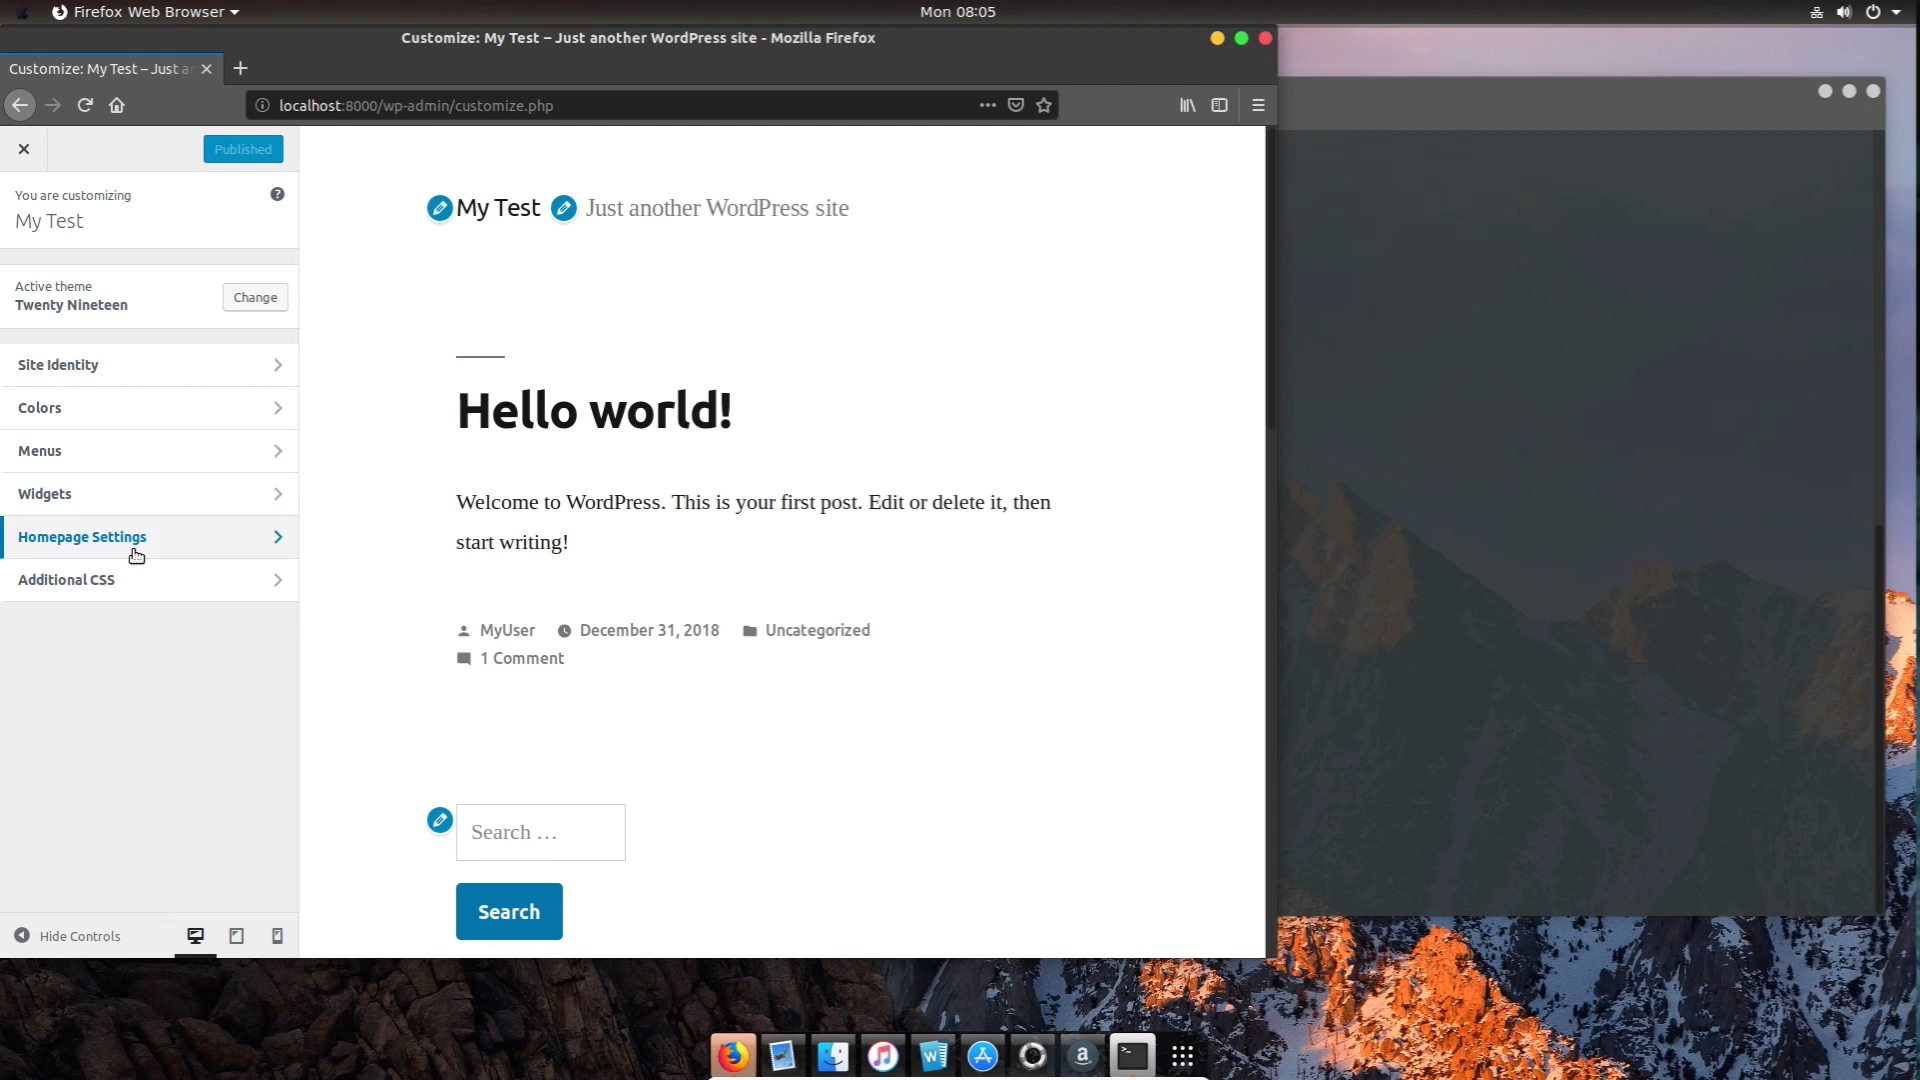 Firefox Web Browser
Mon 08:05
Customize: My Test – Just another WordPress site - Mozilla Firefox
Customize: My Test – Just a
localhost:8000/wp-admin/customize.php
Published
You are customizing
My Test
Active theme
Twenty Nineteen
Change
Site Identity
Colors
Menus
Widgets
Homepage Settings
Additional CSS
Hide Controls
My Test
Just another WordPress site
Hello world!
Welcome to WordPress. This is your first post. Edit or delete it, then
start writing!
MyUser December 31, 2018 Uncategorized
1 Comment
Search …
Search